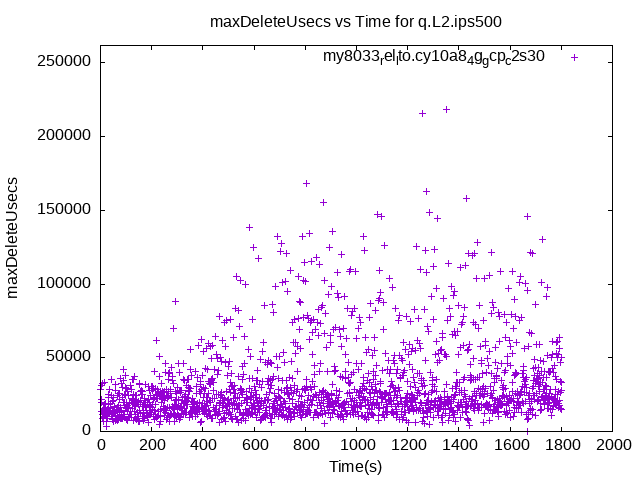 maxDeleteUsecs vs Time for q.L2.ips500
my8033relito.cy10a84ggcpc2s30
250000
200000
150000
100000
50000
0
maxDeleteUsecs
0 200 400 600 800 1000 1200 1400 1600 1800 2000
Time(s)